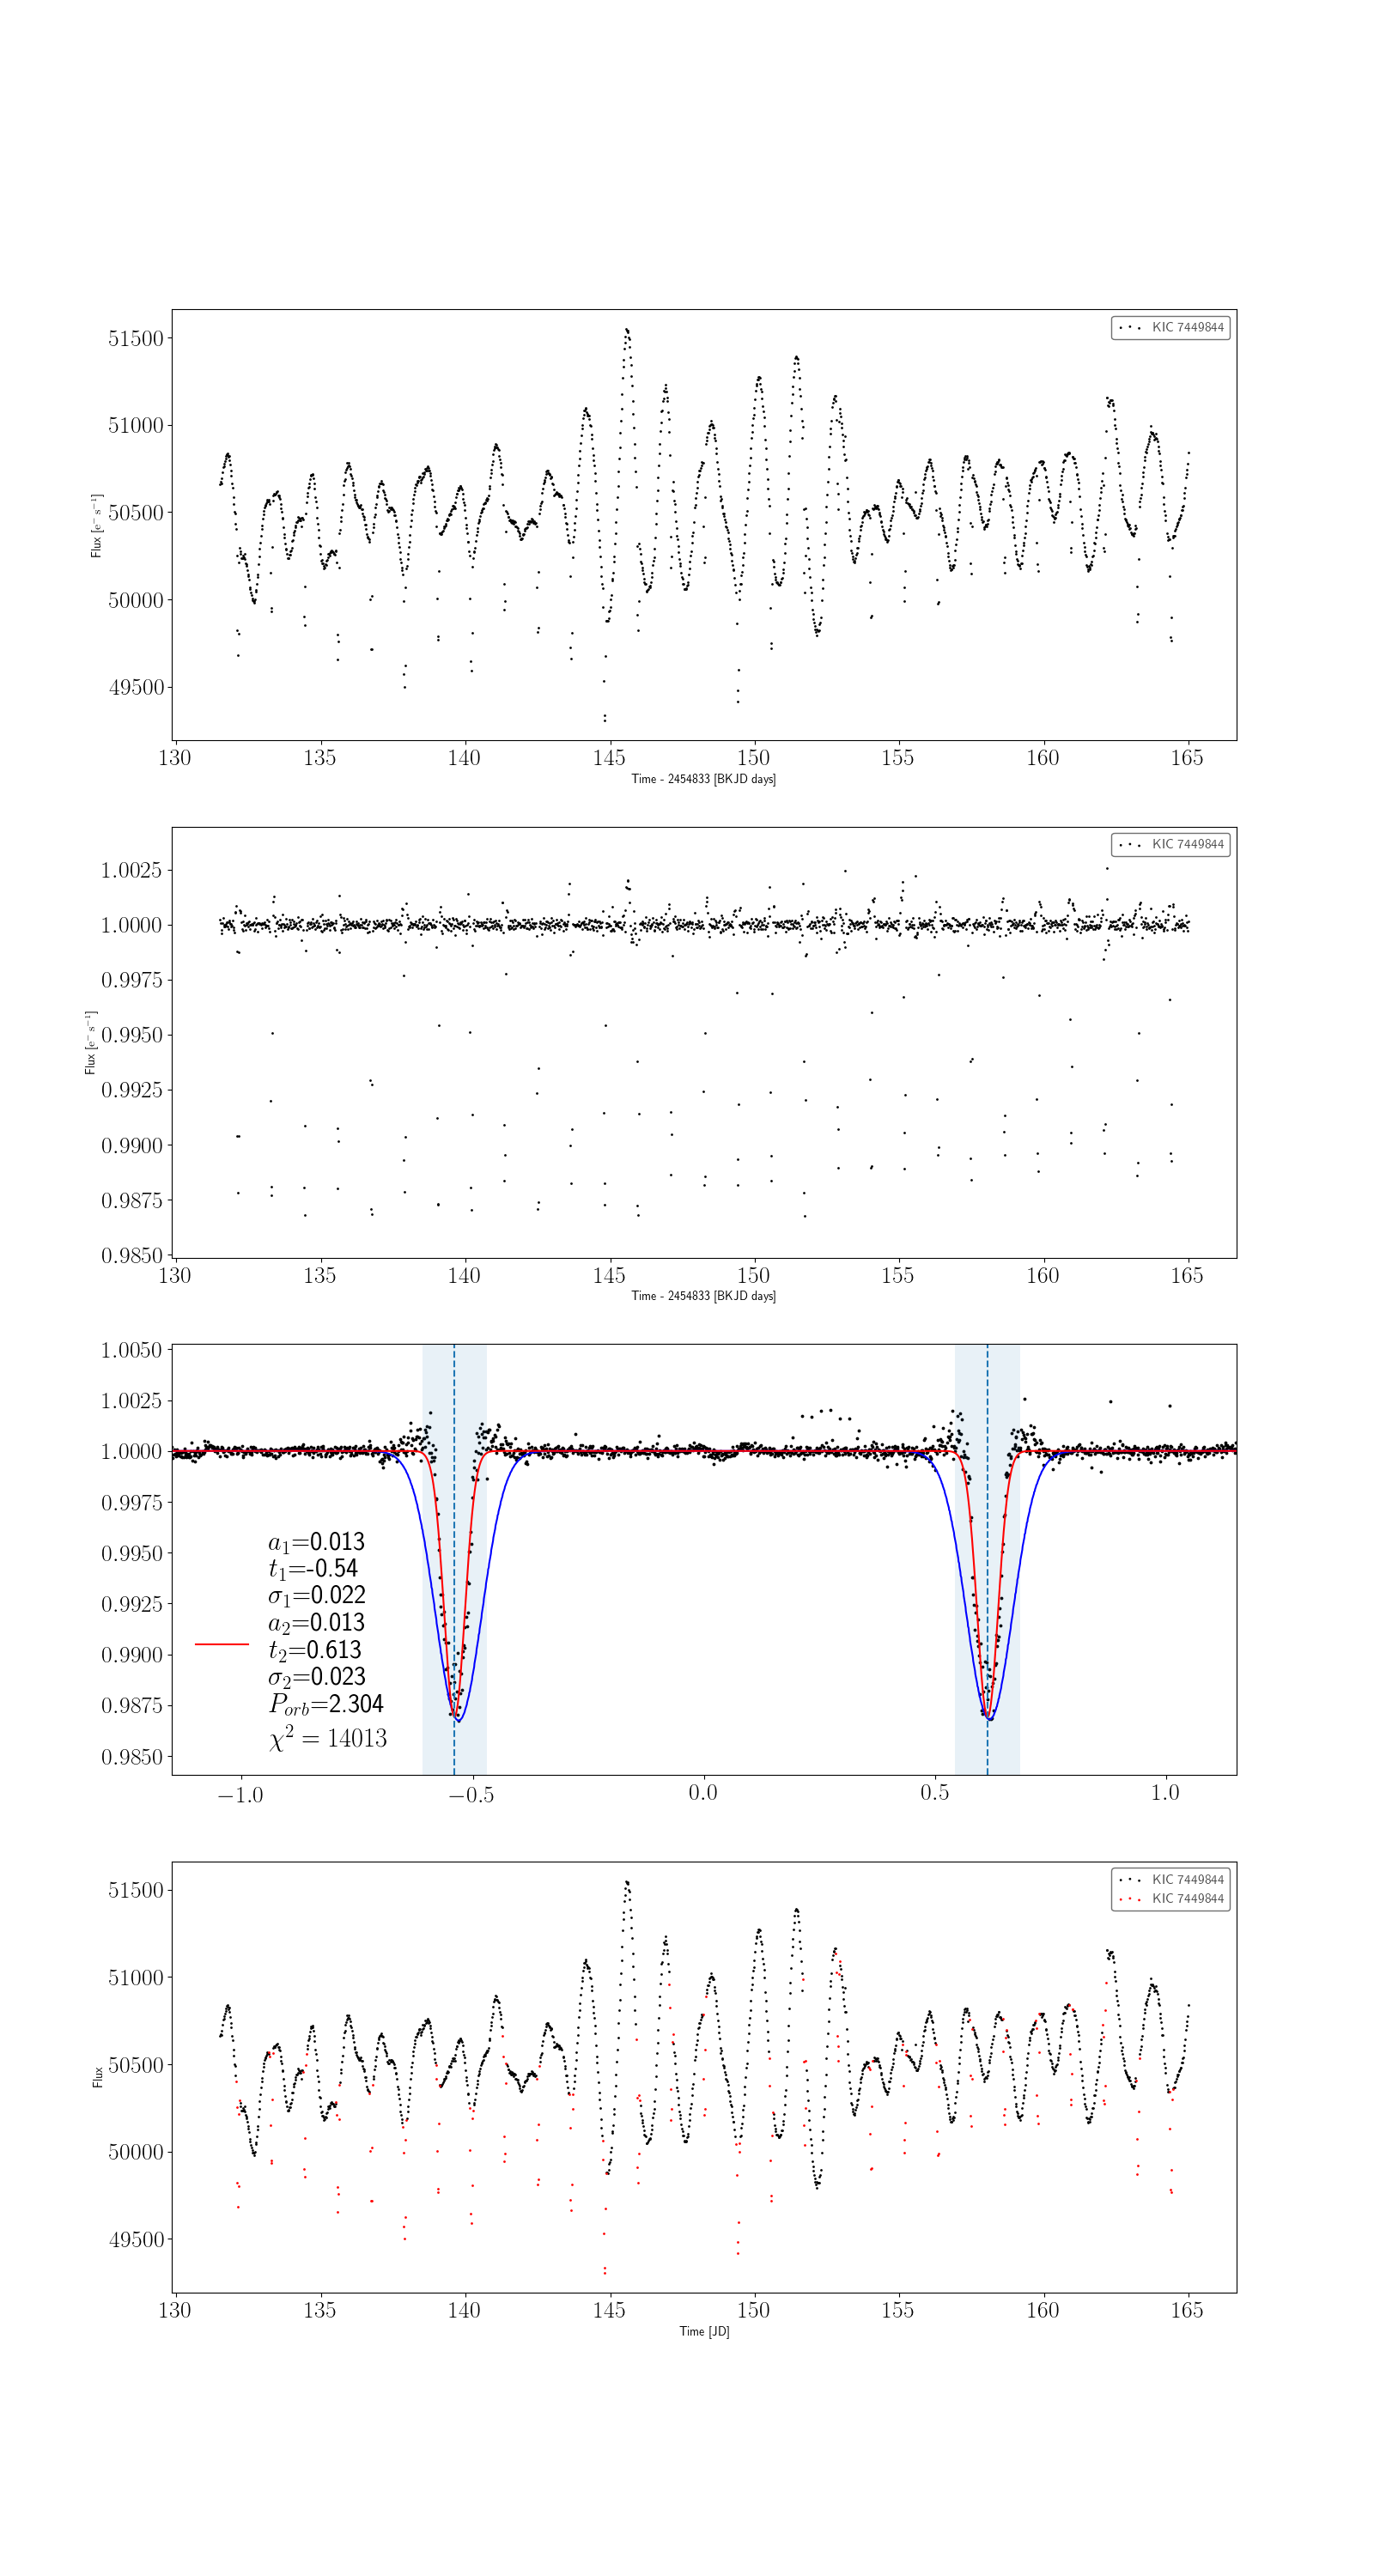 KIC 7449844
51500
51000
50500
50000
49500
Flux [e⁻ s⁻¹]
130 135 140 145 150 155 160 165
Time - 2454833 [BKJD days]
KIC 7449844
1.0025
1.0000
0.9975
0.9950
0.9925
0.9900
0.9875
0.9850
Flux [e⁻ s⁻¹]
130 135 140 145 150 155 160 165
Time - 2454833 [BKJD days]
1.0050
1.0025
1.0000
0.9975
0.9950
0.9925
0.9900
0.9875
0.9850
a₁=0.013
t₁=-0.54
σ₁=0.022
a₂=0.013
t₂=0.613
σ₂=0.023
Pₒᵣb=2.304
χ² = 14013
−1.0 −0.5 0.0 0.5 1.0
KIC 7449844
KIC 7449844
51500
51000
50500
50000
49500
Flux
130 135 140 145 150 155 160 165
Time [JD]